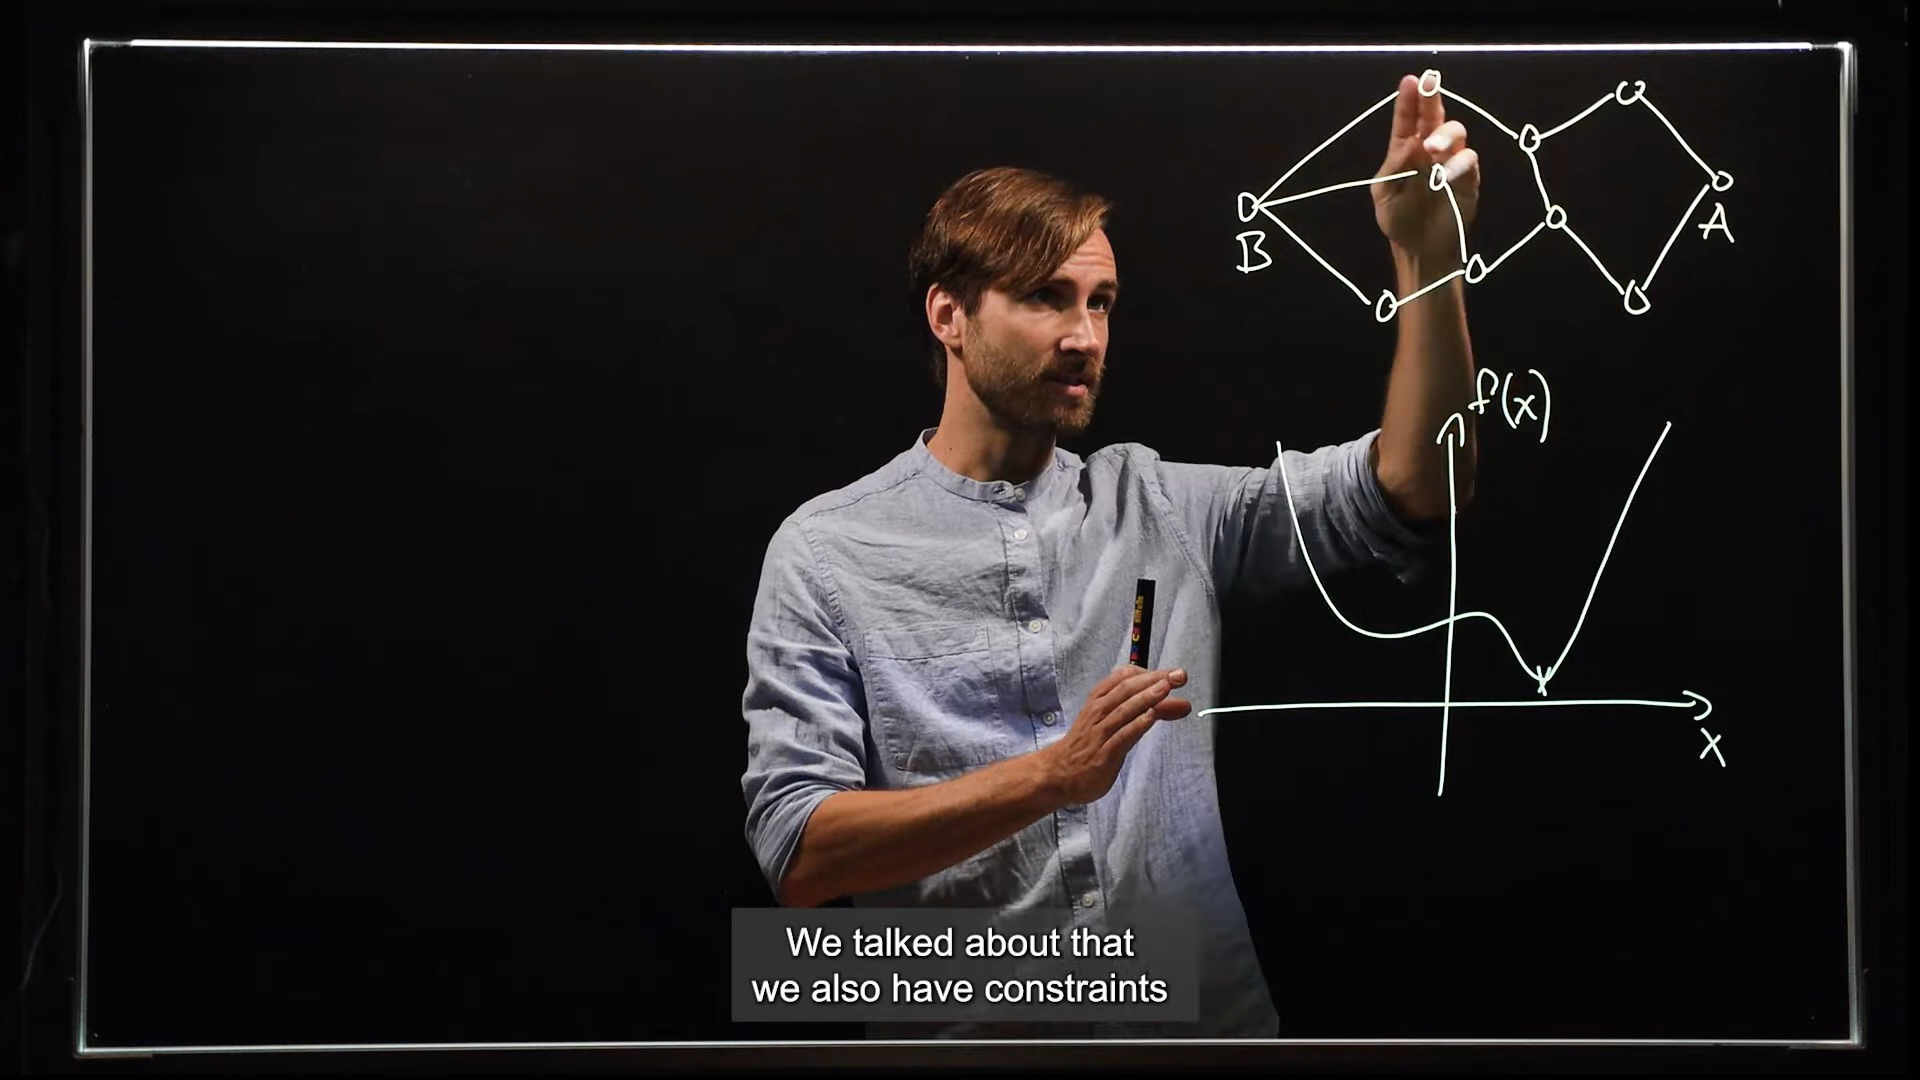 B
A
f(x)
x
We talked about that
we also have constraints